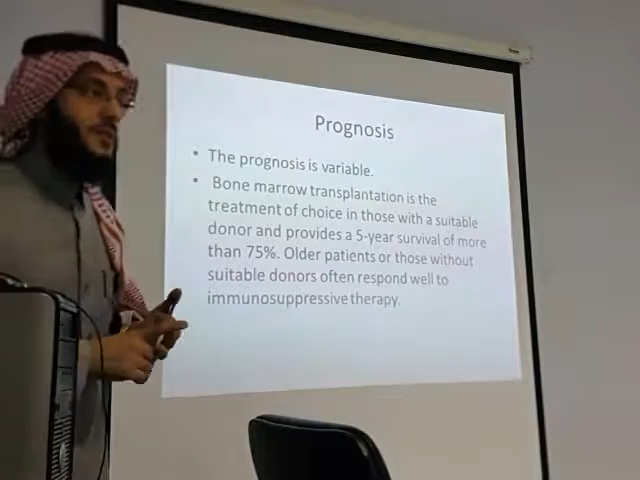 Prognosis
• The prognosis is variable.
• Bone marrow transplantation is the
treatment of choice in those with a suitable
donor and provides a 5-year survival of more
than 75%. Older patients or those without
suitable donors often respond well to
immunosuppressive therapy.